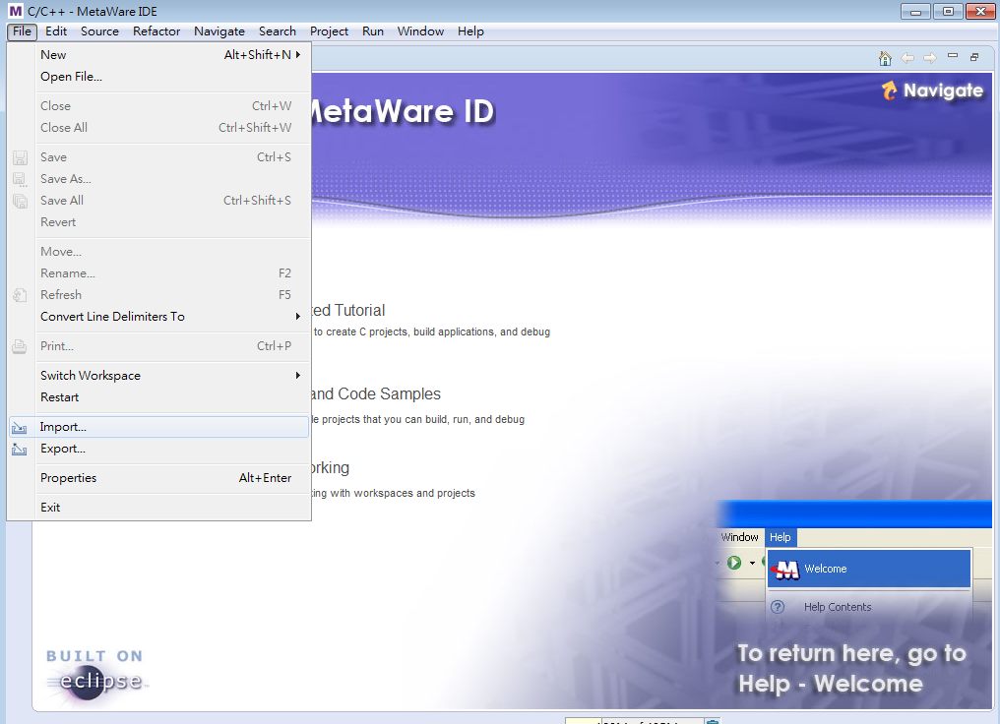 C/C++ - MetaWare IDE
File Edit Source Refactor Navigate Search Project Run Window Help
New Alt+Shift+N
Open File...
Close Ctrl+W
Close All Ctrl+Shift+W
Save Ctrl+S
Save As...
Save All Ctrl+Shift+S
Revert
Move...
Rename... F2
Refresh F5
Convert Line Delimiters To
Print... Ctrl+P
Switch Workspace
Restart
Import...
Export...
Properties Alt+Enter
Exit
MetaWare ID
Navigate
ted Tutorial
to create C projects, build applications, and debug
and Code Samples
le projects that you can build, run, and debug
orking
king with workspaces and projects
Window Help
Welcome
Help Contents
To return here, go to
Help - Welcome
BUILT ON
eclipse